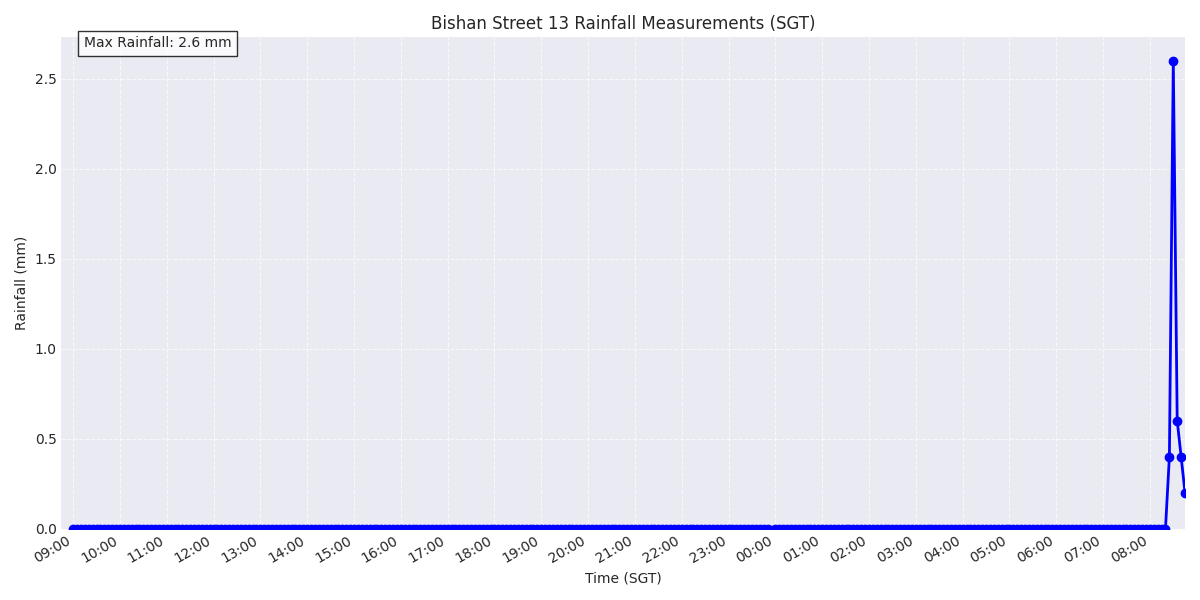 Bishan Street 13 Rainfall Measurements (SGT)
Max Rainfall: 2.6 mm
Rainfall (mm)
2.5
2.0
1.5
1.0
0.5
0.0
09:00 10:00 11:00 12:00 13:00 14:00 15:00 16:00 17:00 18:00 19:00 20:00 21:00 22:00 23:00 00:00 01:00 02:00 03:00 04:00 05:00 06:00 07:00 08:00
Time (SGT)